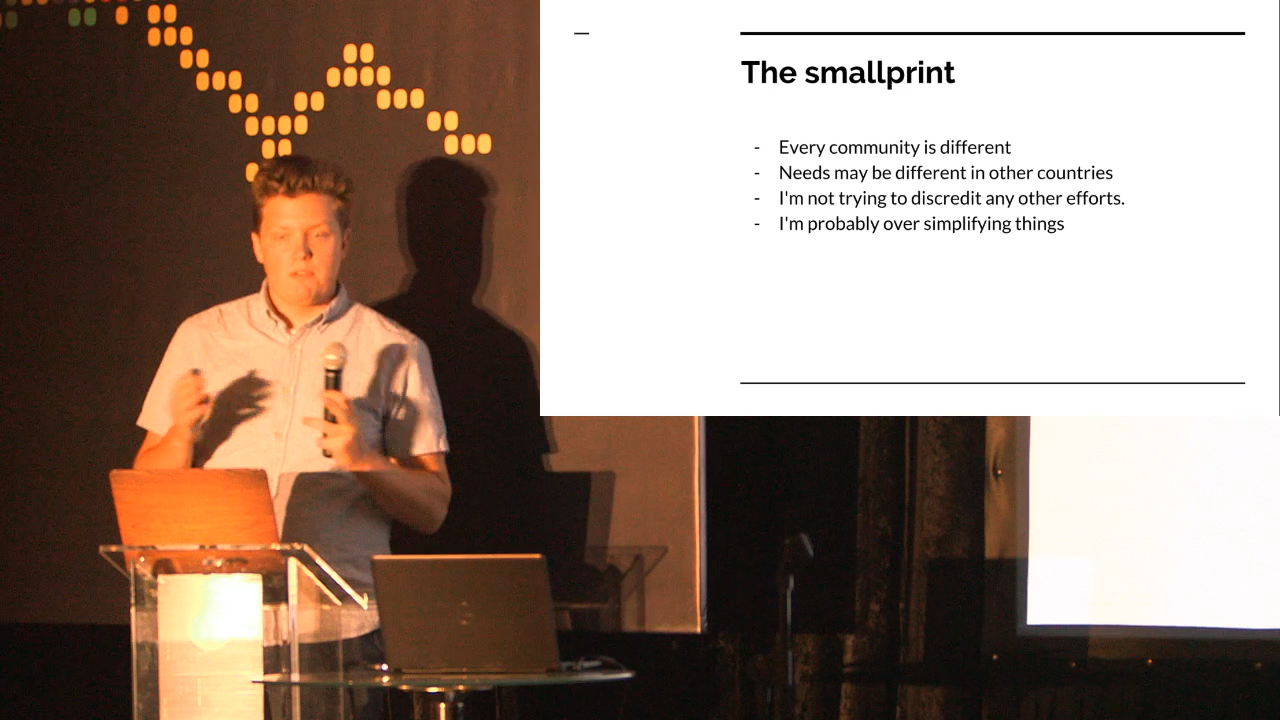 The smallprint
- Every community is different
- Needs may be different in other countries
- I'm not trying to discredit any other efforts.
- I'm probably over simplifying things